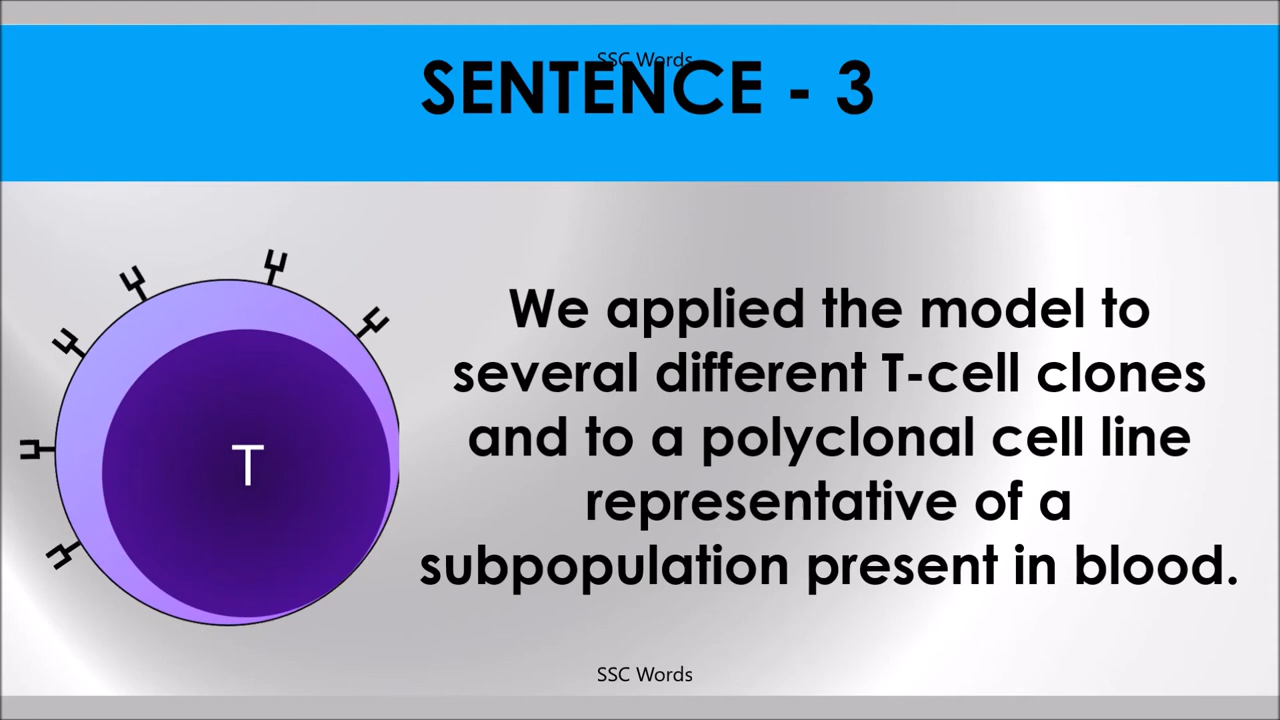 SSC Words
SENTENCE - 3
T
We applied the model to
several different T-cell clones
and to a polyclonal cell line
representative of a
subpopulation present in blood.
SSC Words